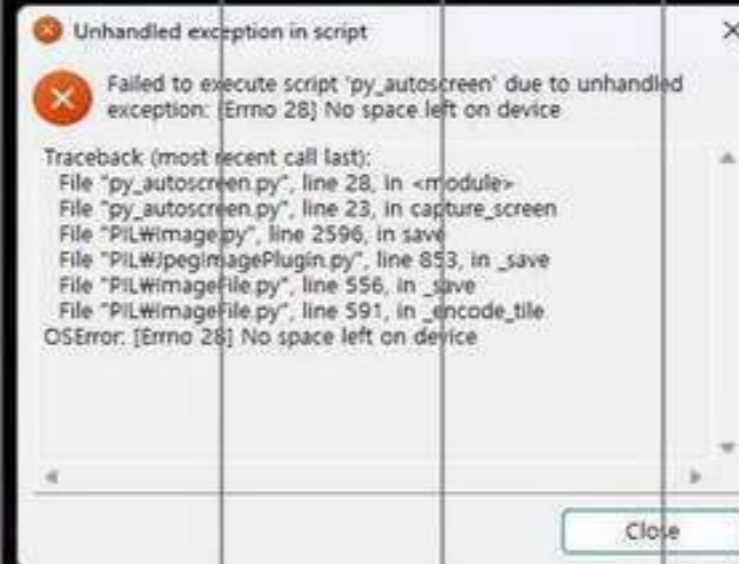 Unhandled exception in script
Failed to execute script 'py_autoscreen' due to unhandled
exception: [Errno 28] No space left on device
Traceback (most recent call last):
File "py_autoscreen.py", line 28, in <module>
File "py_autoscreen.py", line 23, in capture_screen
File "PIL₩Image.py", line 2596, in save
File "PIL₩JpegImagePlugin.py", line 853, in _save
File "PIL₩ImageFile.py", line 556, in _save
File "PIL₩ImageFile.py", line 591, in _encode_tile
OSError: [Errno 28] No space left on device
Close